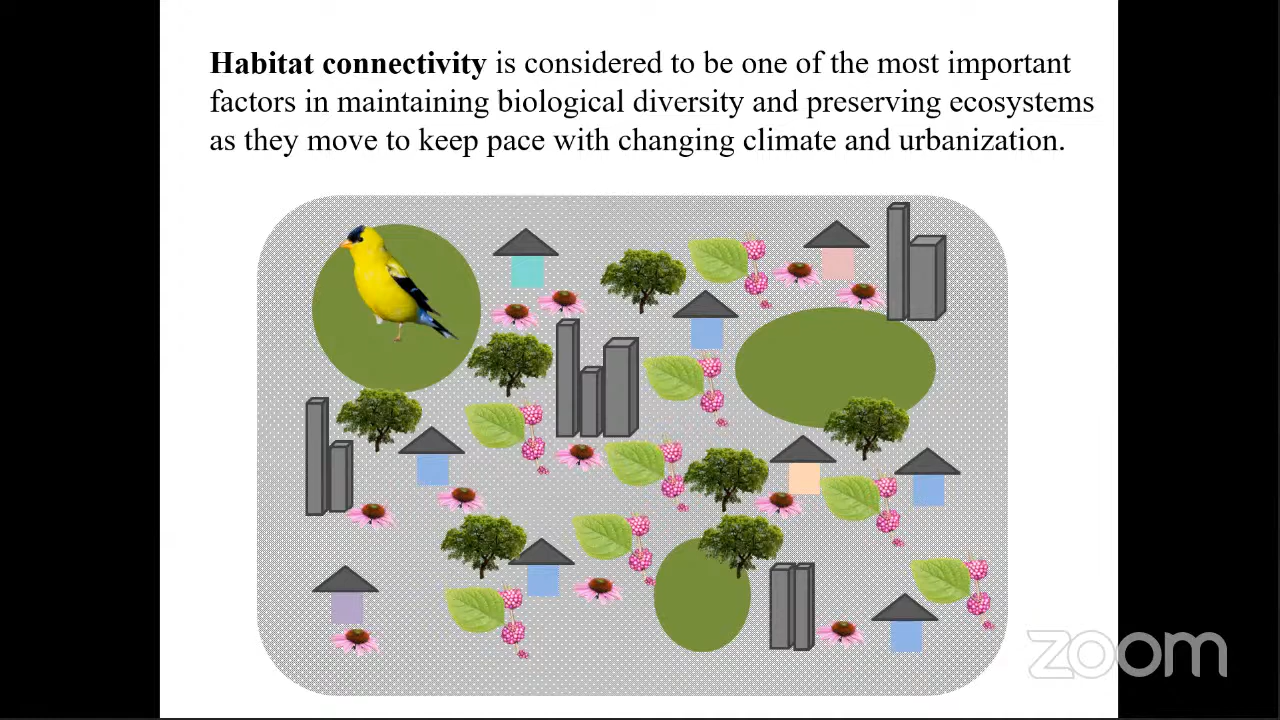 Habitat connectivity is considered to be one of the most important
factors in maintaining biological diversity and preserving ecosystems
as they move to keep pace with changing climate and urbanization.
zoom